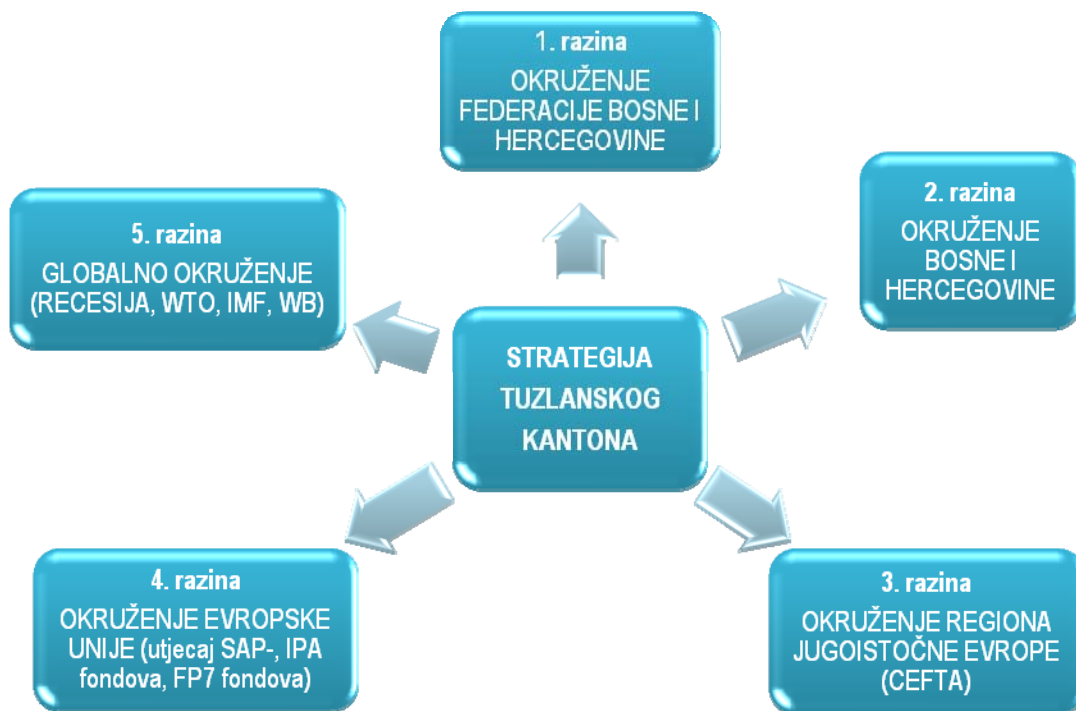 1. razina
OKRUŽENJE
FEDERACIJE BOSNE I
HERCEGOVINE
2. razina
OKRUŽENJE
BOSNE I
HERCEGOVINE
5. razina
GLOBALNO OKRUŽENJE
(RECESIJA, WTO, IMF, WB)
STRATEGIJA
TUZLANSKOG
KANTONA
4. razina
OKRUŽENJE EVROPSKE
UNIJE (utjecaj SAP-, IPA
fondova, FP7 fondova)
3. razina
OKRUŽENJE REGIONA
JUGOISTOČNE EVROPE
(CEFTA)